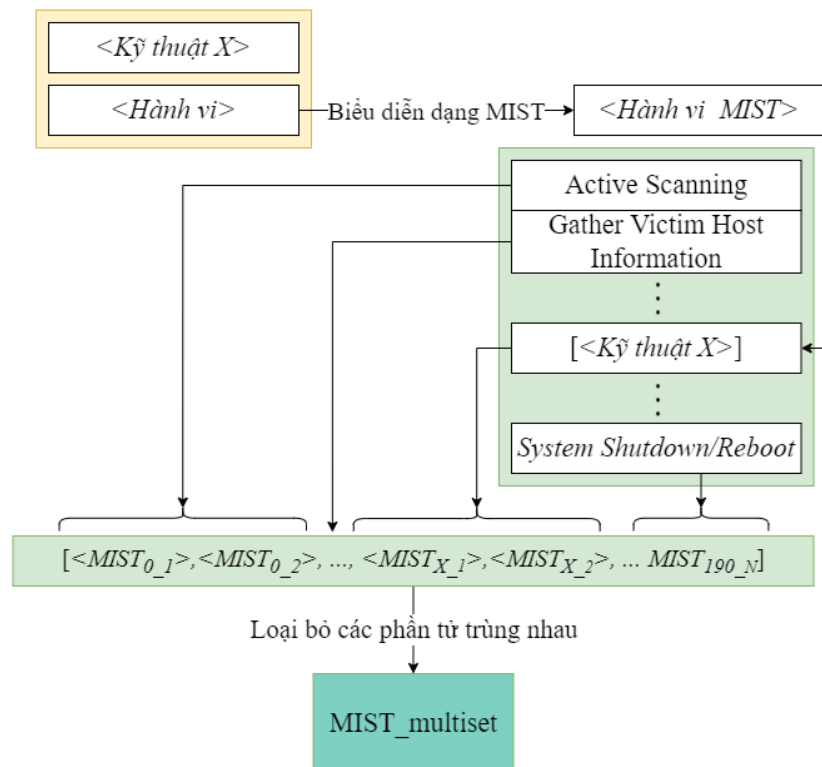 <Kỹ thuật X>
<Hành vi>
Biểu diễn dạng MIST
<Hành vi MIST>
Active Scanning
Gather Victim Host
Information
[<Kỹ thuật X>]
System Shutdown/Reboot
[<MIST0_1>,<MIST0_2>, ..., <MISTX_1>,<MISTX_2>, ... MIST190_N]
Loại bỏ các phần tử trùng nhau
MIST_multiset